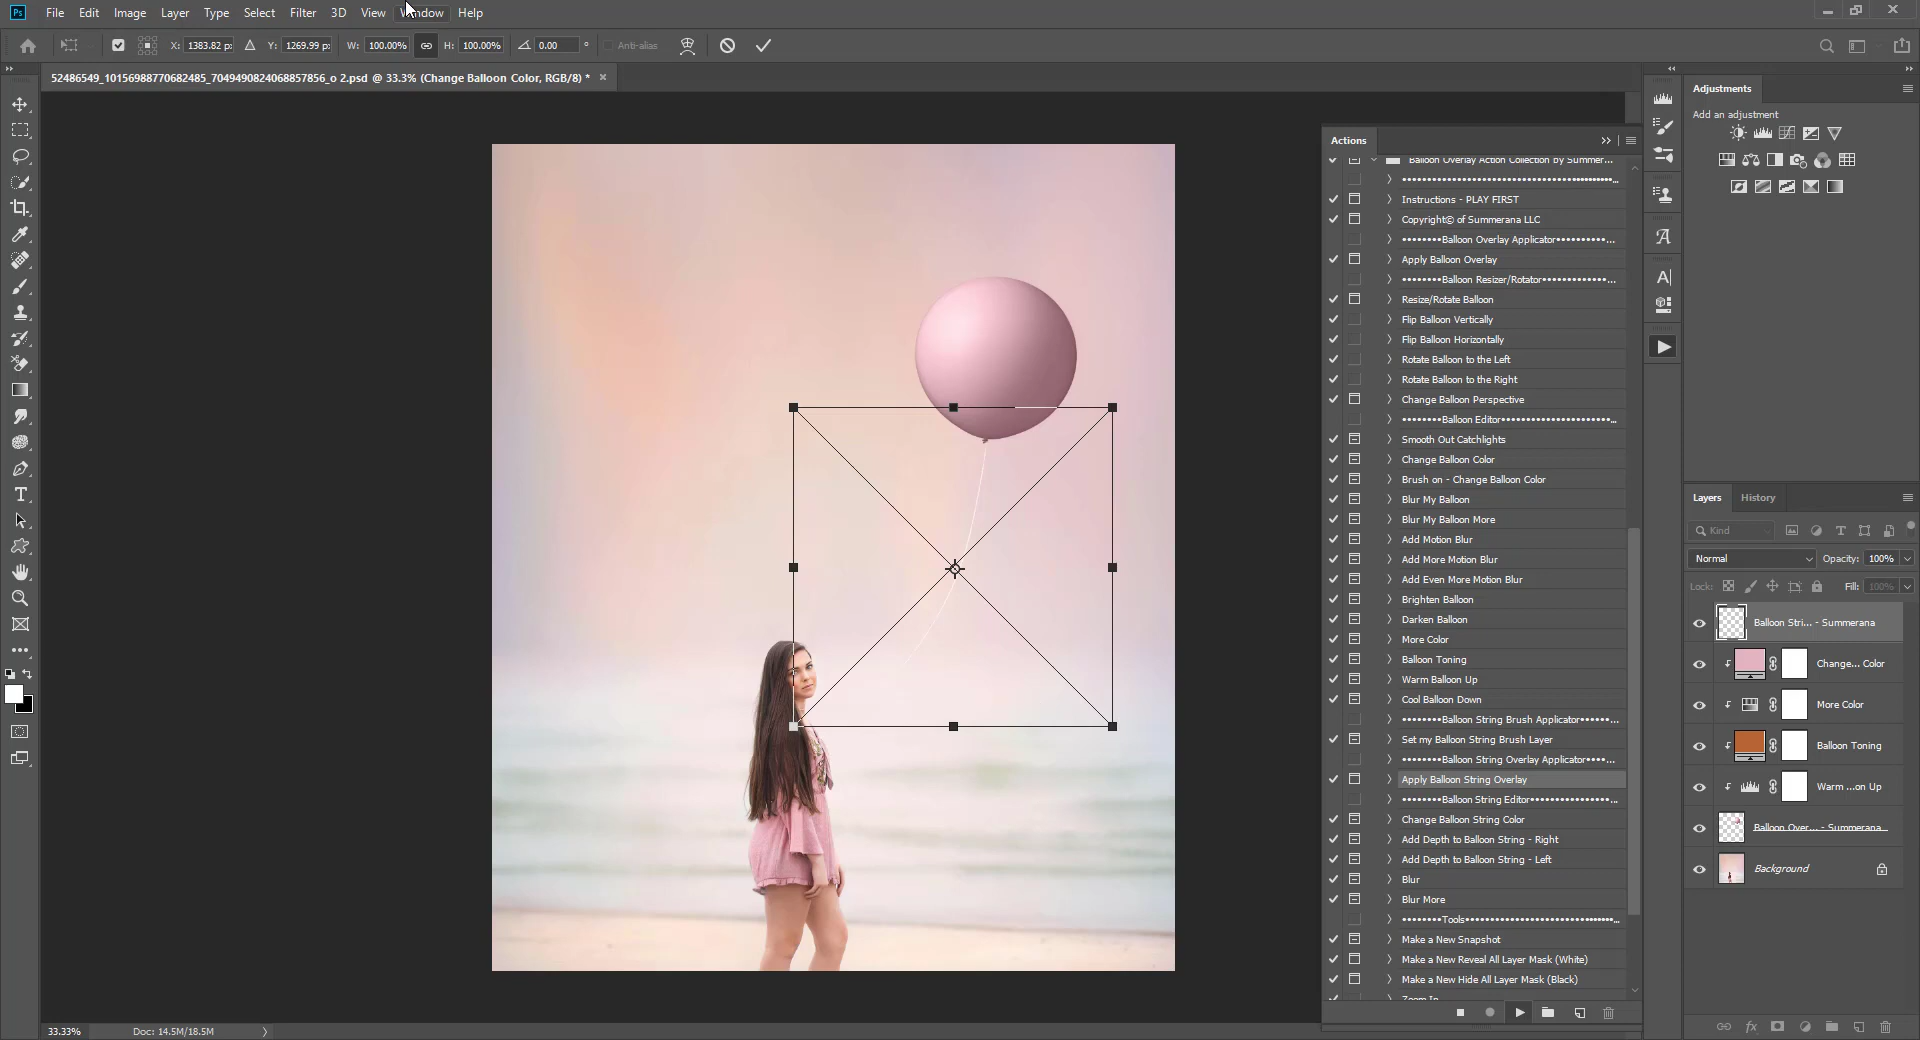 Ps File Edit Image Layer Type Select Filter 3D View Window Help
X: 1383.82 px Y: 1269.99 px W: 100.00% H: 100.00% 0.00 ° Anti-alias
52486549_10156988770682485_7049490824068857856_o 2.psd @ 33.3% (Change Balloon Color, RGB/8) *
Actions
Balloon Overlay Action Collection by Summer...
Instructions - PLAY FIRST
Copyright© of Summerana LLC
••••••••Balloon Overlay Applicator••••••••••...
Apply Balloon Overlay
••••••••Balloon Resizer/Rotator•••••••••••••...
Resize/Rotate Balloon
Flip Balloon Vertically
Flip Balloon Horizontally
Rotate Balloon to the Left
Rotate Balloon to the Right
Change Balloon Perspective
••••••••Balloon Editor•••••••••••••••••••••••...
Smooth Out Catchlights
Change Balloon Color
Brush on - Change Balloon Color
Blur My Balloon
Blur My Balloon More
Add Motion Blur
Add More Motion Blur
Add Even More Motion Blur
Brighten Balloon
Darken Balloon
More Color
Balloon Toning
Warm Balloon Up
Cool Balloon Down
••••••••Balloon String Brush Applicator••••••...
Set my Balloon String Brush Layer
••••••••Balloon String Overlay Applicator••••...
Apply Balloon String Overlay
••••••••Balloon String Editor•••••••••••••••••...
Change Balloon String Color
Add Depth to Balloon String - Right
Add Depth to Balloon String - Left
Blur
Blur More
••••••••Tools••••••••••••••••••••••••••••••••...
Make a New Snapshot
Make a New Reveal All Layer Mask (White)
Make a New Hide All Layer Mask (Black)
Zoom In
Adjustments
Add an adjustment
Layers History
Kind
Normal Opacity: 100%
Lock: Fill: 100%
Balloon Stri... - Summerana
Change... Color
More Color
Balloon Toning
Warm ...on Up
Balloon Over... - Summerana
Background
33.33% Doc: 14.5M/18.5M